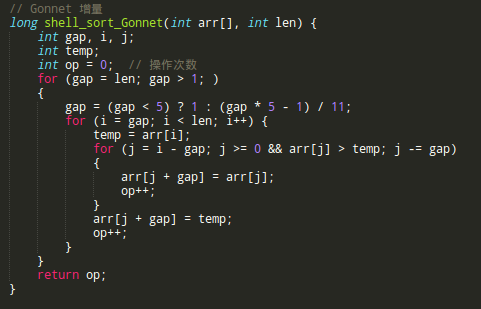 // Gonnet 增量
long shell_sort_Gonnet(int arr[], int len) {
    int gap, i, j;
    int temp;
    int op = 0;  // 操作次数
    for (gap = len; gap > 1; )
    {
        gap = (gap < 5) ? 1 : (gap * 5 - 1) / 11;
        for (i = gap; i < len; i++) {
            temp = arr[i];
            for (j = i - gap; j >= 0 && arr[j] > temp; j -= gap)
            {
                arr[j + gap] = arr[j];
                op++;
            }
            arr[j + gap] = temp;
            op++;
        }
    }
    return op;
}